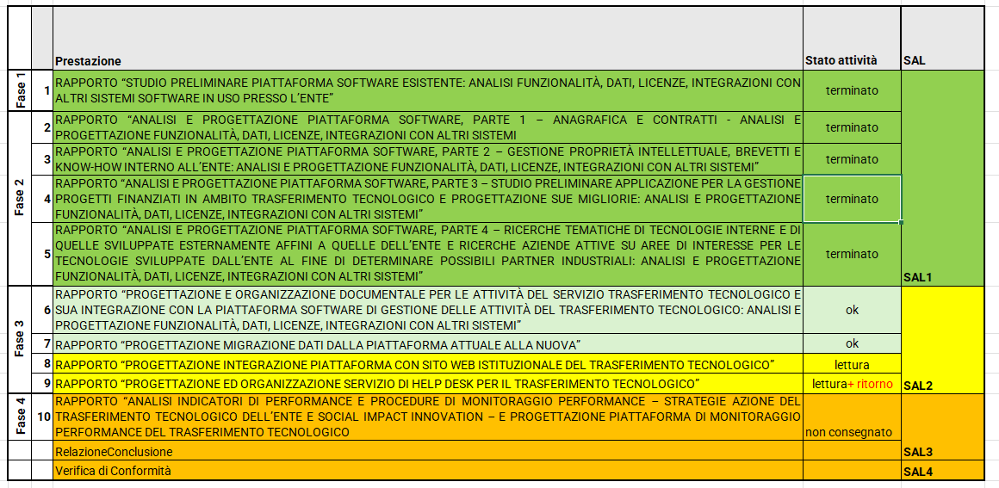 Prestazione
Stato attività
SAL
Fase 1
1
RAPPORTO “STUDIO PRELIMINARE PIATTAFORMA SOFTWARE ESISTENTE: ANALISI FUNZIONALITÀ, DATI, LICENZE, INTEGRAZIONI CON
ALTRI SISTEMI SOFTWARE IN USO PRESSO L’ENTE”
terminato
Fase 2
2
RAPPORTO “ANALISI E PROGETTAZIONE PIATTAFORMA SOFTWARE, PARTE 1 – ANAGRAFICA E CONTRATTI - ANALISI E
PROGETTAZIONE FUNZIONALITÀ, DATI, LICENZE, INTEGRAZIONI CON ALTRI SISTEMI
terminato
3
RAPPORTO “ANALISI E PROGETTAZIONE PIATTAFORMA SOFTWARE, PARTE 2 – GESTIONE PROPRIETÀ INTELLETTUALE, BREVETTI E
KNOW-HOW INTERNO ALL’ENTE: ANALISI E PROGETTAZIONE FUNZIONALITÀ, DATI, LICENZE, INTEGRAZIONI CON ALTRI SISTEMI”
terminato
4
RAPPORTO “ANALISI E PROGETTAZIONE PIATTAFORMA SOFTWARE, PARTE 3 – STUDIO PRELIMINARE APPLICAZIONE PER LA GESTIONE
PROGETTI FINANZIATI IN AMBITO TRASFERIMENTO TECNOLOGICO E PROGETTAZIONE SUE MIGLIORIE: ANALISI E PROGETTAZIONE
FUNZIONALITÀ, DATI, LICENZE, INTEGRAZIONI CON ALTRI SISTEMI”
terminato
5
RAPPORTO “ANALISI E PROGETTAZIONE PIATTAFORMA SOFTWARE, PARTE 4 – RICERCHE TEMATICHE DI TECNOLOGIE INTERNE E DI
QUELLE SVILUPPATE ESTERNAMENTE AFFINI A QUELLE DELL’ENTE E RICERCHE AZIENDE ATTIVE SU AREE DI INTERESSE PER LE
TECNOLOGIE SVILUPPATE DALL’ENTE AL FINE DI DETERMINARE POSSIBILI PARTNER INDUSTRIALI: ANALISI E PROGETTAZIONE
FUNZIONALITÀ, DATI, LICENZE, INTEGRAZIONI CON ALTRI SISTEMI”
terminato
SAL1
Fase 3
6
RAPPORTO “PROGETTAZIONE E ORGANIZZAZIONE DOCUMENTALE PER LE ATTIVITÀ DEL SERVIZIO TRASFERIMENTO TECNOLOGICO E
SUA INTEGRAZIONE CON LA PIATTAFORMA SOFTWARE DI GESTIONE DELLE ATTIVITÀ DEL TRASFERIMENTO TECNOLOGICO: ANALISI E
PROGETTAZIONE FUNZIONALITÀ, DATI, LICENZE, INTEGRAZIONI CON ALTRI SISTEMI”
ok
7
RAPPORTO “PROGETTAZIONE MIGRAZIONE DATI DALLA PIATTAFORMA ATTUALE ALLA NUOVA”
ok
8
RAPPORTO “PROGETTAZIONE INTEGRAZIONE PIATTAFORMA CON SITO WEB ISTITUZIONALE DEL TRASFERIMENTO TECNOLOGICO”
lettura
9
RAPPORTO “PROGETTAZIONE ED ORGANIZZAZIONE SERVIZIO DI HELP DESK PER IL TRASFERIMENTO TECNOLOGICO”
lettura+ ritorno
SAL2
Fase 4
10
RAPPORTO “ANALISI INDICATORI DI PERFORMANCE E PROCEDURE DI MONITORAGGIO PERFORMANCE – STRATEGIE AZIONE DEL
TRASFERIMENTO TECNOLOGICO DELL’ENTE E SOCIAL IMPACT INNOVATION – E PROGETTAZIONE PIATTAFORMA DI MONITORAGGIO
PERFORMANCE DEL TRASFERIMENTO TECNOLOGICO
non consegnato
RelazioneConclusione
SAL3
Verifica di Conformità
SAL4